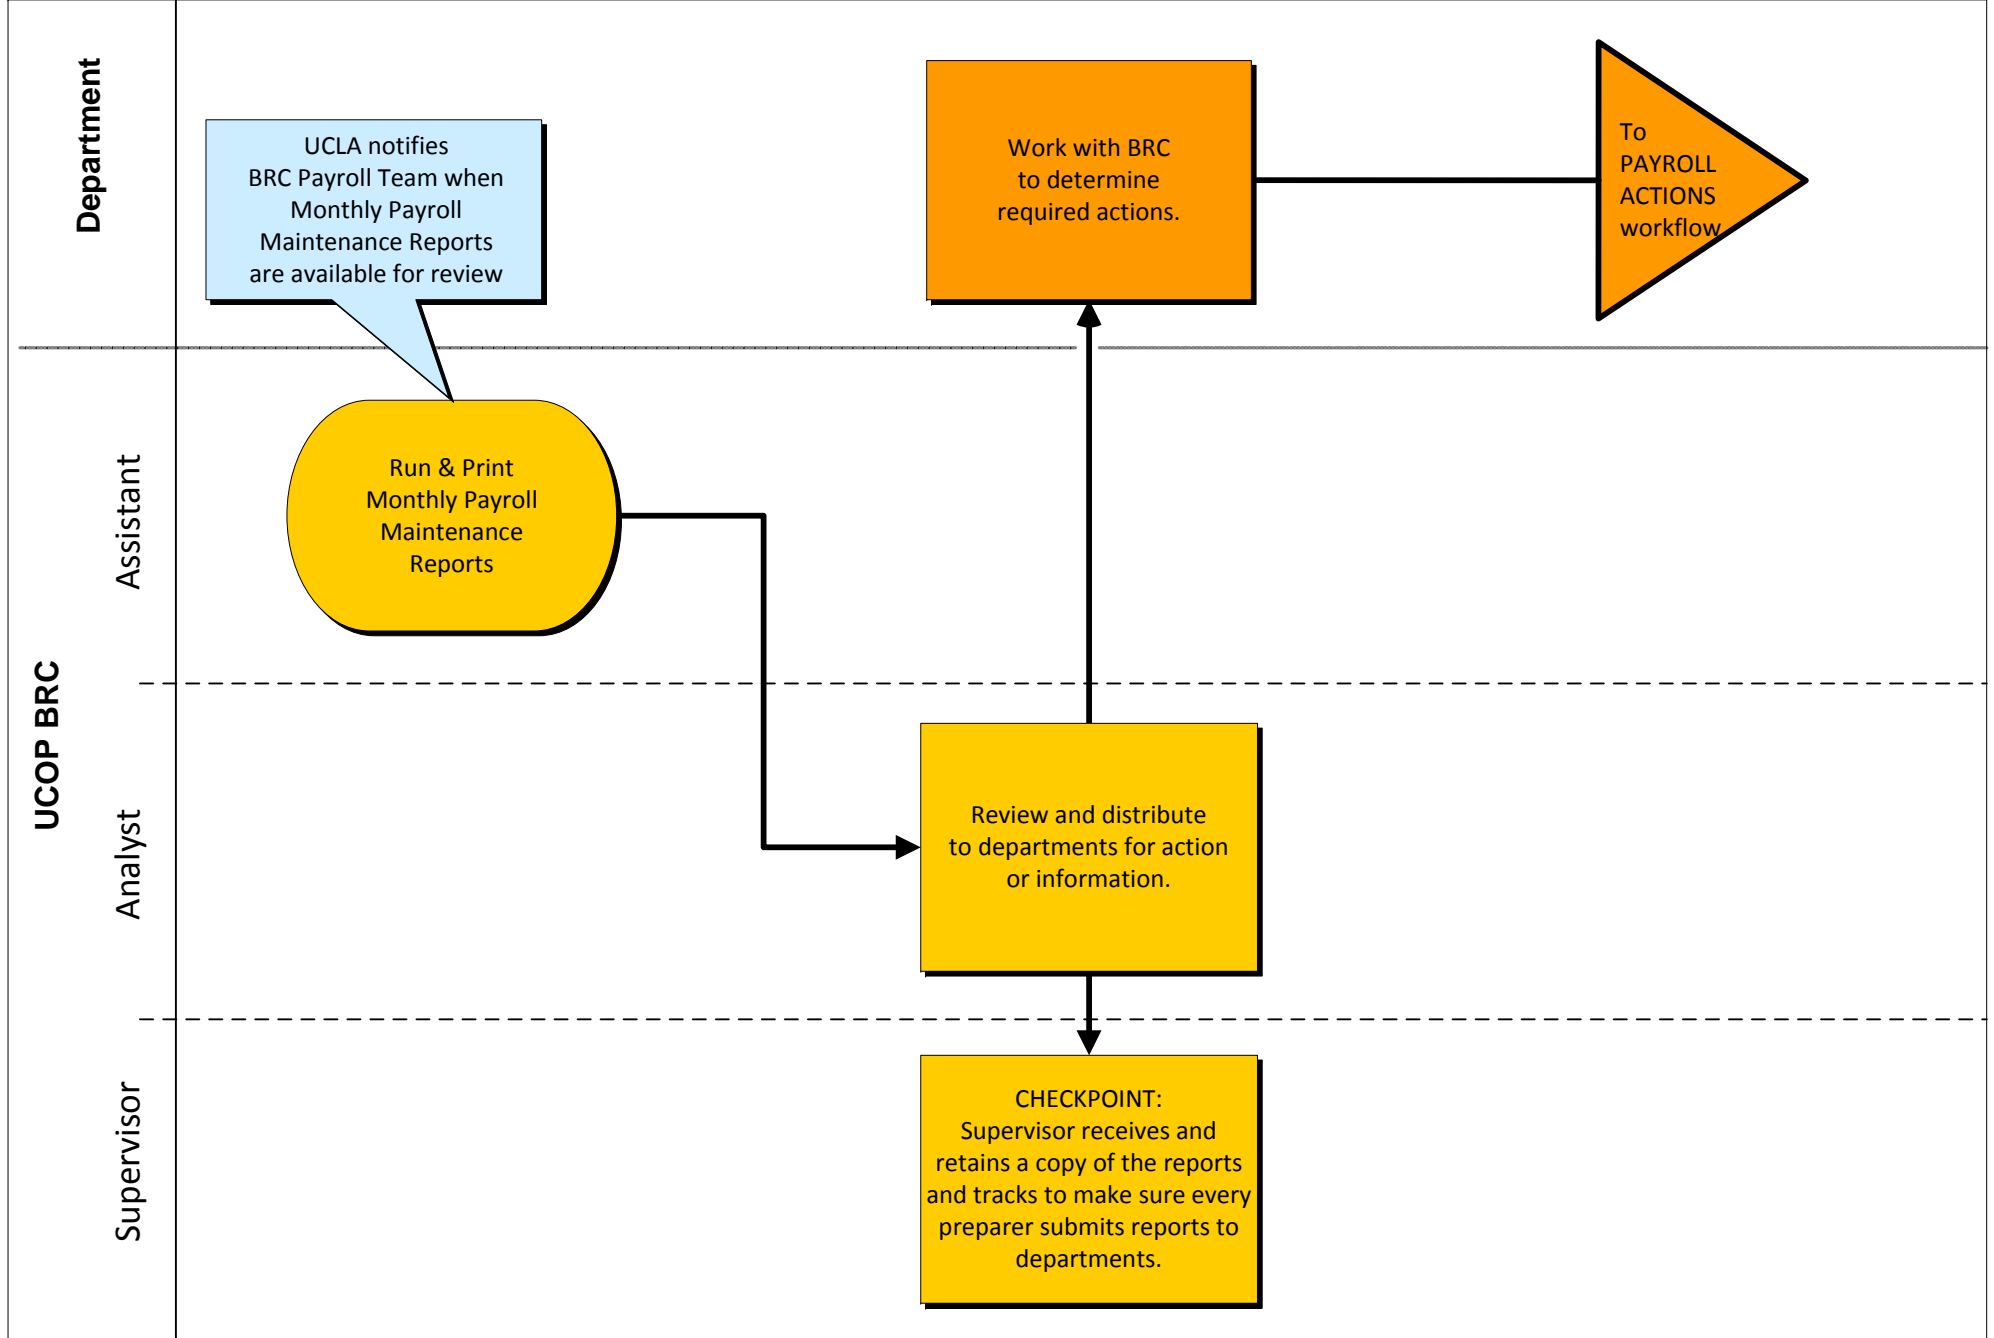 Department
UCLA notifies
BRC Payroll Team when
Monthly Payroll
Maintenance Reports
are available for review
Work with BRC
to determine
required actions.
To
PAYROLL
ACTIONS
workflow
UCOP BRC
Assistant
Run & Print
Monthly Payroll
Maintenance
Reports
Analyst
Review and distribute
to departments for action
or information.
Supervisor
CHECKPOINT:
Supervisor receives and
retains a copy of the reports
and tracks to make sure every
preparer submits reports to
departments.